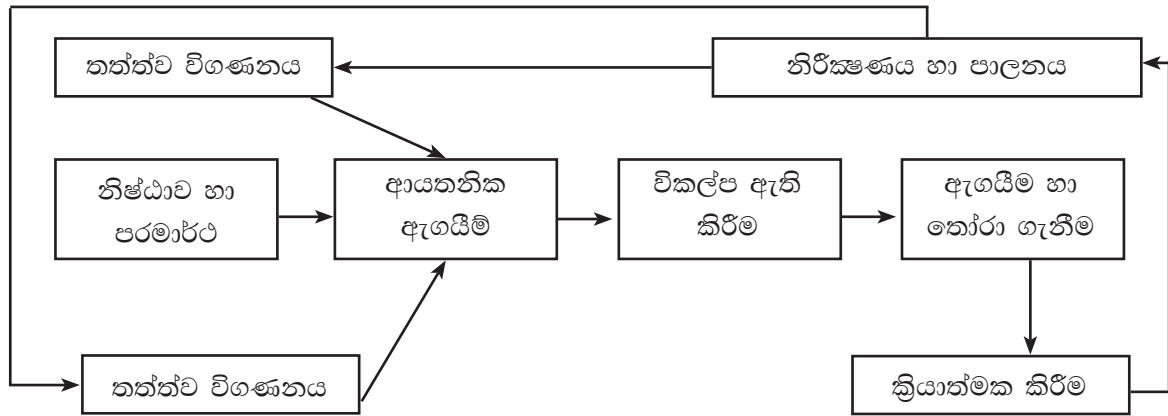 තත්ත්ව විගණනය
නිරීක්‍ෂණය හා පාලනය
නිෂ්ඨාව හා
පරමාර්ථ
ආයතනික
ඇගයීම්
විකල්ප ඇති
කිරීම
ඇගයීම හා
තෝරා ගැනීම
තත්ත්ව විගණනය
ක්‍රියාත්මක කිරීම